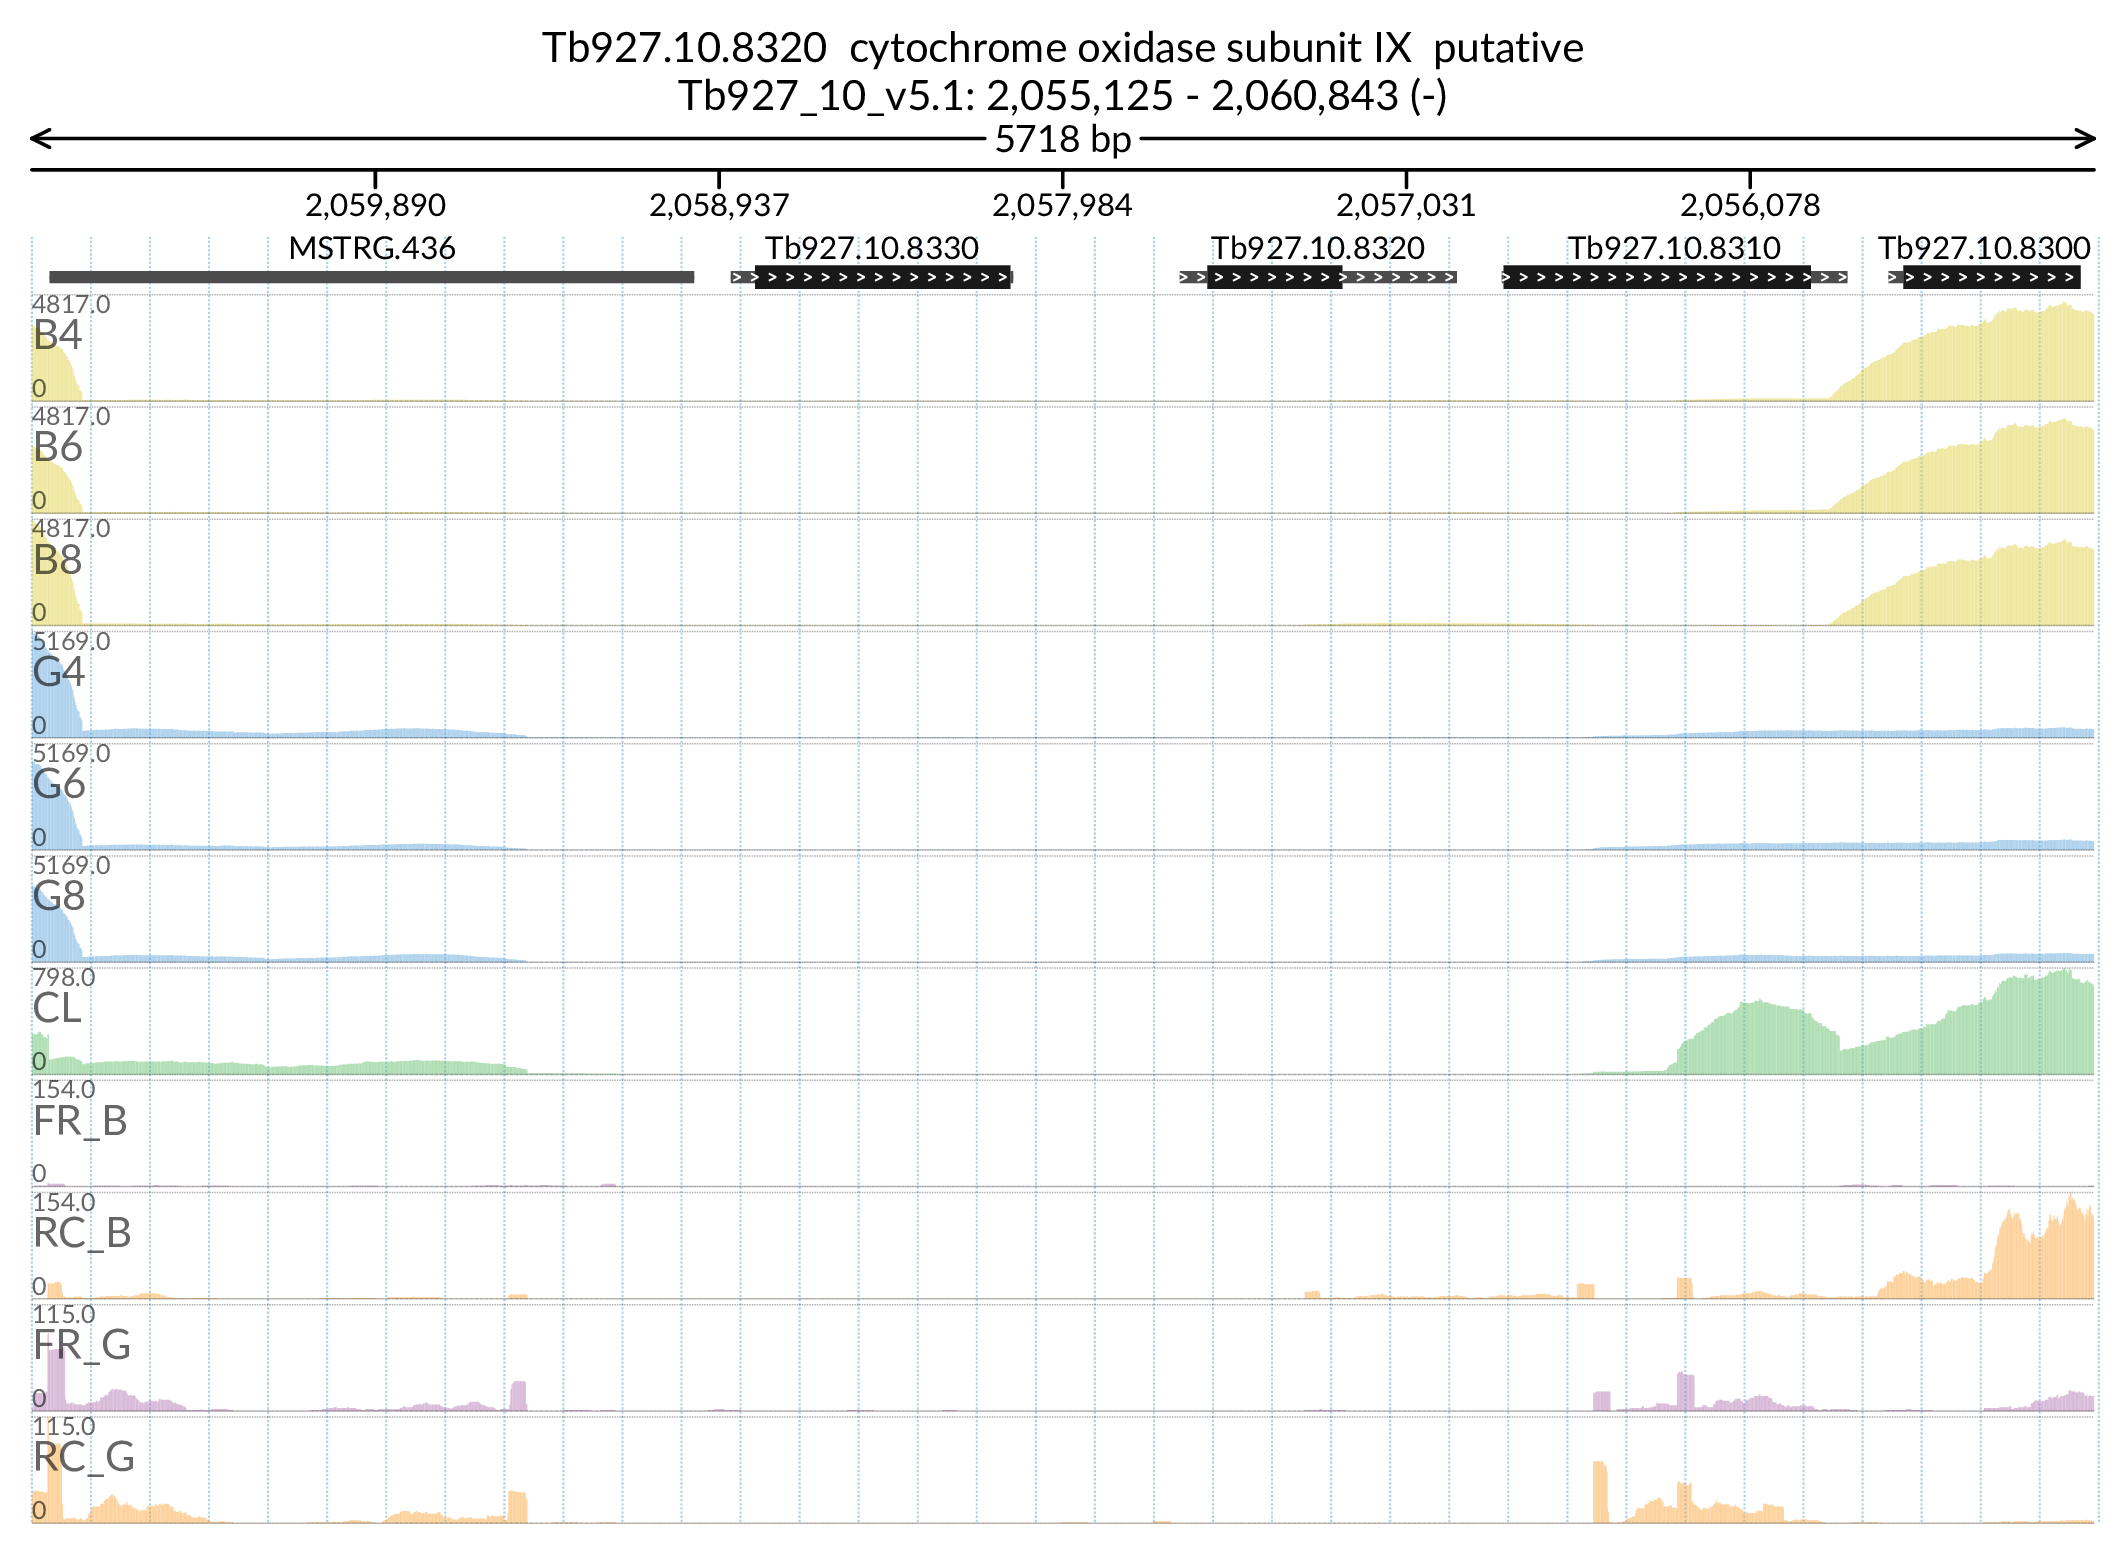 Tb927.10.8320 cytochrome oxidase subunit IX putative
Tb927_10_v5.1: 2,055,125 - 2,060,843 (-)
5718 bp
2,059,890 2,058,937 2,057,984 2,057,031 2,056,078
MSTRG.436 Tb927.10.8330 Tb927.10.8320 Tb927.10.8310 Tb927.10.8300
4817.0
B4
0
4817.0
B6
0
4817.0
B8
0
5169.0
G4
0
5169.0
G6
0
5169.0
G8
0
798.0
CL
0
154.0
FR_B
0
154.0
RC_B
0
115.0
FR_G
0
115.0
RC_G
0